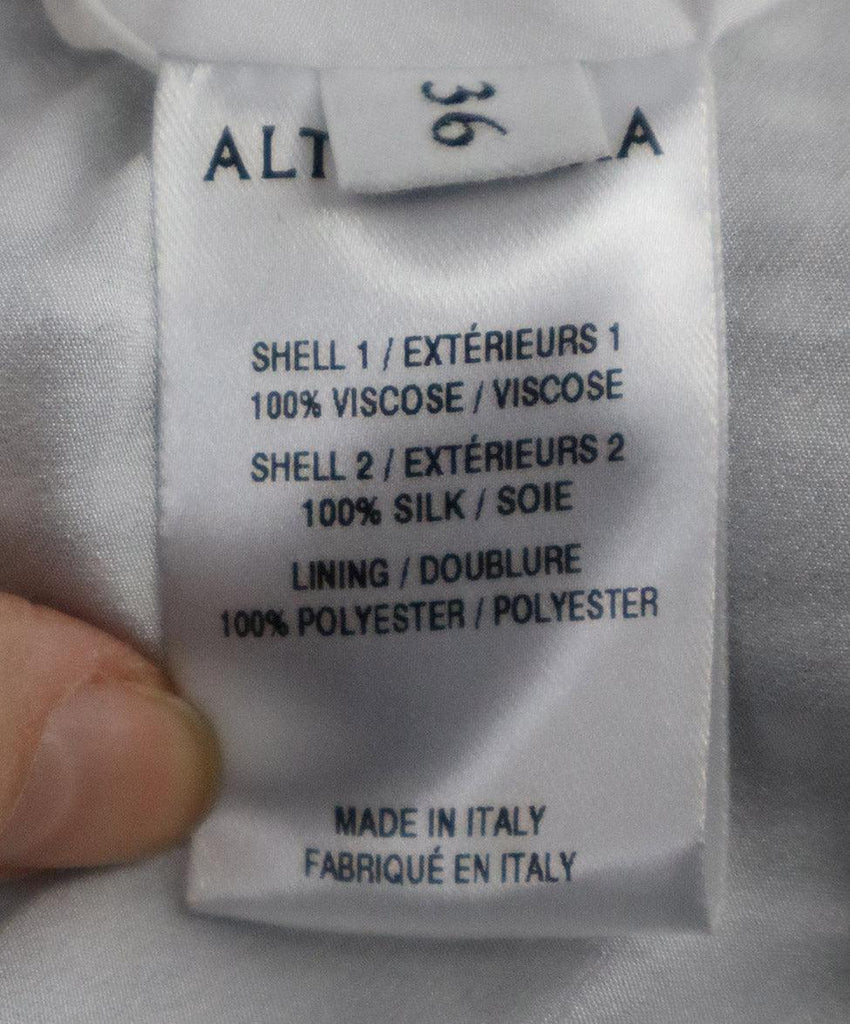 36
ALT A
SHELL 1 / EXTÉRIEURS 1
100% VISCOSE / VISCOSE
SHELL 2 / EXTÉRIEURS 2
100% SILK / SOIE
LINING / DOUBLURE
100% POLYESTER / POLYESTER
MADE IN ITALY
FABRIQUÉ EN ITALY